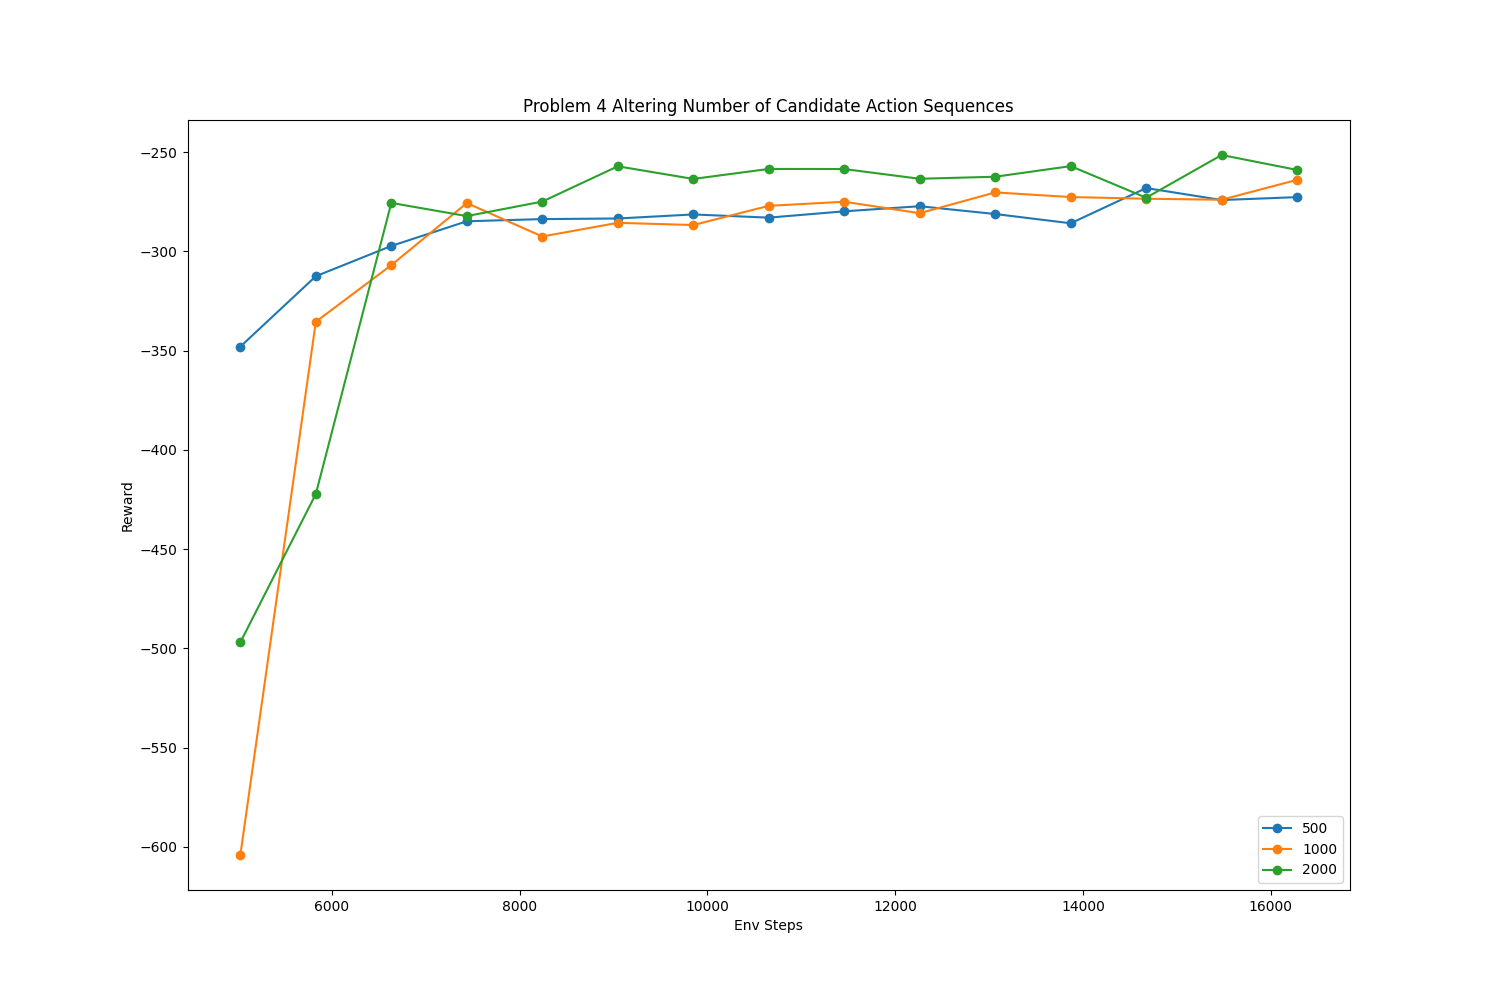 Problem 4 Altering Number of Candidate Action Sequences
−250
−300
−350
−400
−450
−500
−550
−600
Reward
6000 8000 10000 12000 14000 16000
Env Steps
500
1000
2000